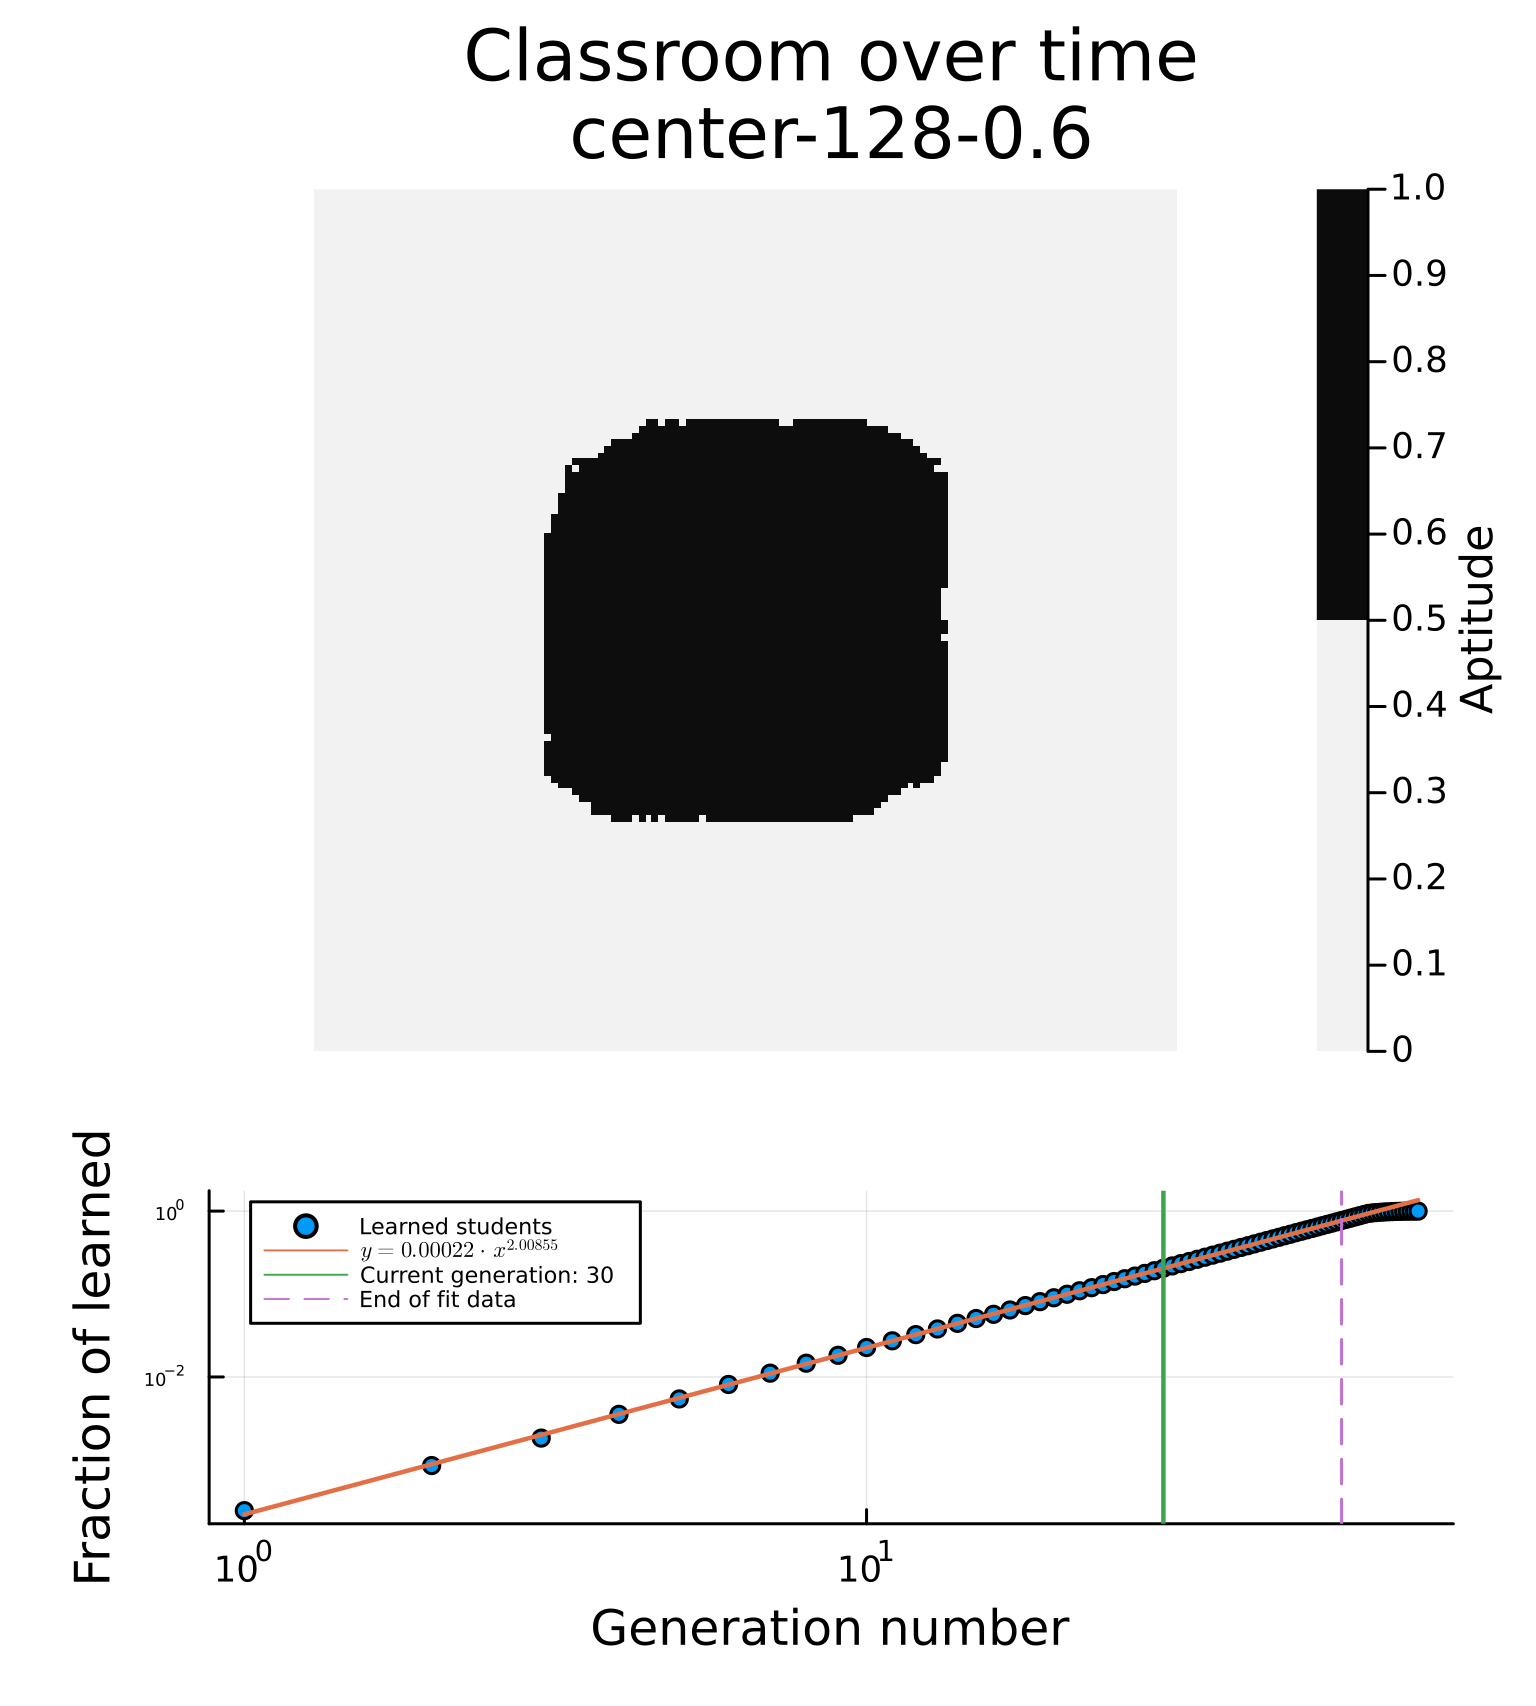 Classroom over time
center-128-0.6
1.0
0.9
0.8
0.7
0.6
0.5
0.4
0.3
0.2
0.1
0
Aptitude
Fraction of learned
10⁰
10⁻²
Learned students
y = 0.00022 · x^2.00855
Current generation: 30
End of fit data
10⁰
10¹
Generation number